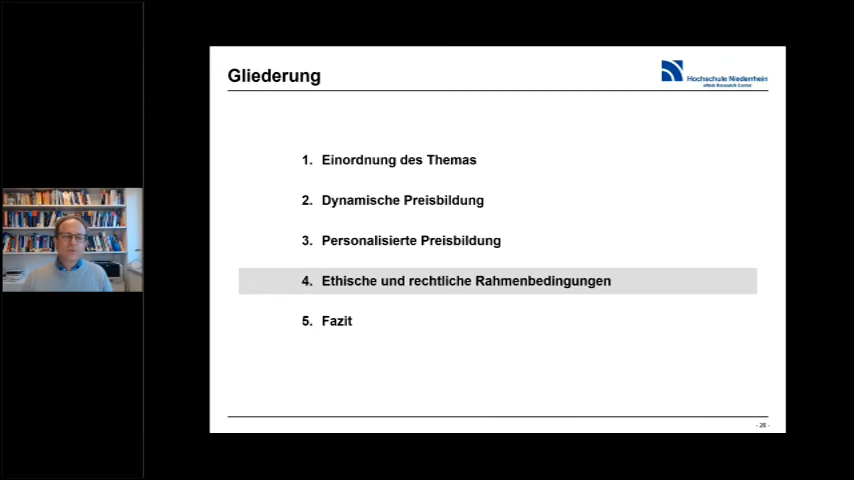 Gliederung
Hochschule Niederrhein
eWeb Research Center
1. Einordnung des Themas
2. Dynamische Preisbildung
3. Personalisierte Preisbildung
4. Ethische und rechtliche Rahmenbedingungen
5. Fazit